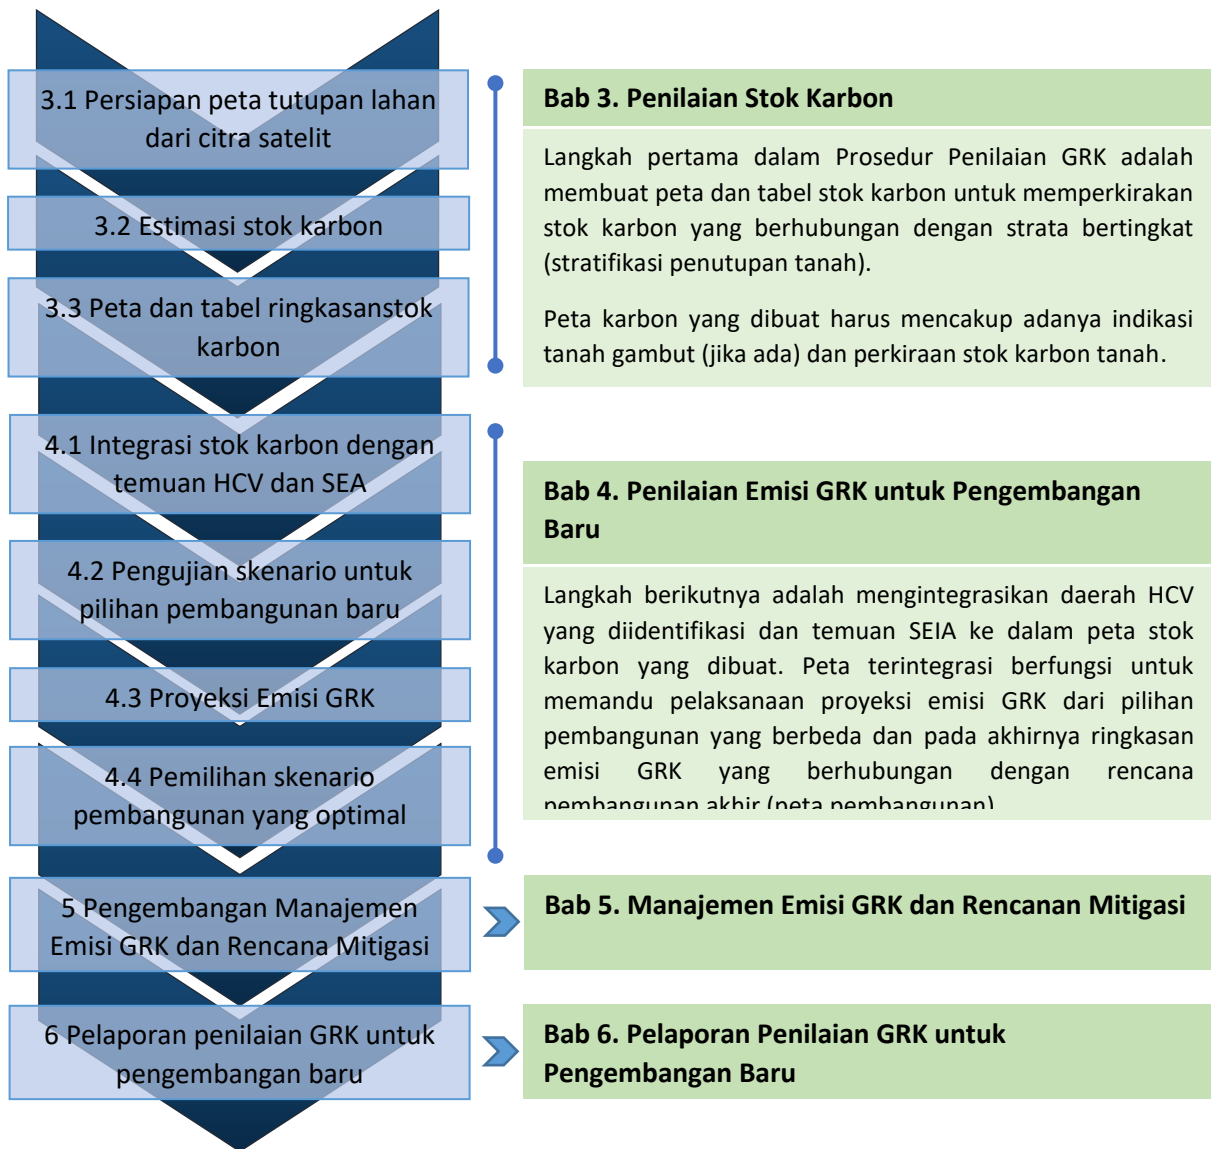 3.1 Persiapan peta tutupan lahan
dari citra satelit
3.2 Estimasi stok karbon
3.3 Peta dan tabel ringkasanstok
karbon
Bab 3. Penilaian Stok Karbon
Langkah pertama dalam Prosedur Penilaian GRK adalah
membuat peta dan tabel stok karbon untuk memperkirakan
stok karbon yang berhubungan dengan strata bertingkat
(stratifikasi penutupan tanah).
Peta karbon yang dibuat harus mencakup adanya indikasi
tanah gambut (jika ada) dan perkiraan stok karbon tanah.
4.1 Integrasi stok karbon dengan
temuan HCV dan SEA
4.2 Pengujian skenario untuk
pilihan pembangunan baru
4.3 Proyeksi Emisi GRK
4.4 Pemilihan skenario
pembangunan yang optimal
Bab 4. Penilaian Emisi GRK untuk Pengembangan
Baru
Langkah berikutnya adalah mengintegrasikan daerah HCV
yang diidentifikasi dan temuan SEIA ke dalam peta stok
karbon yang dibuat. Peta terintegrasi berfungsi untuk
memandu pelaksanaan proyeksi emisi GRK dari pilihan
pembangunan yang berbeda dan pada akhirnya ringkasan
emisi GRK yang berhubungan dengan rencana
pembangunan akhir (peta pembangunan)
5 Pengembangan Manajemen
Emisi GRK dan Rencana Mitigasi
Bab 5. Manajemen Emisi GRK dan Rencanan Mitigasi
6 Pelaporan penilaian GRK untuk
pengembangan baru
Bab 6. Pelaporan Penilaian GRK untuk
Pengembangan Baru